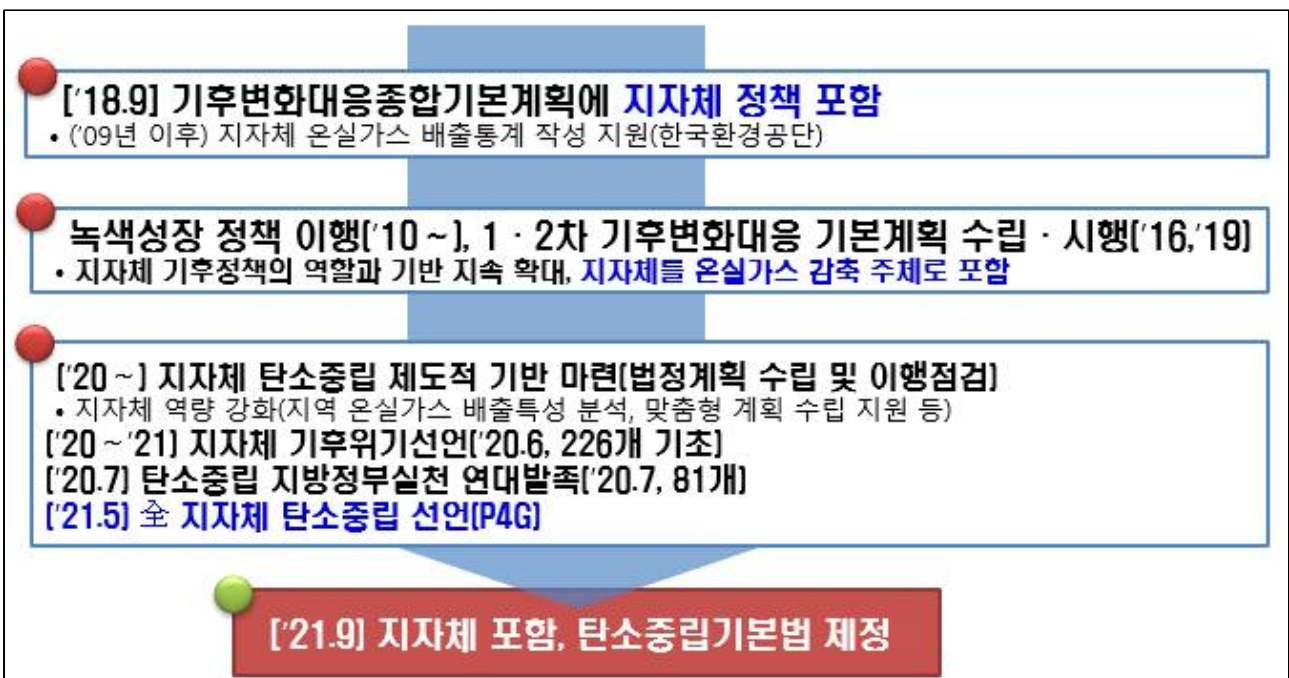 ['18.9] 기후변화대응종합기본계획에 지자체 정책 포함
• ('09년 이후) 지자체 온실가스 배출통계 작성 지원(한국환경공단)
녹색성장 정책 이행['10 ~], 1 · 2차 기후변화대응 기본계획 수립 · 시행['16,'19]
• 지자체 기후정책의 역할과 기반 지속 확대, 지자체를 온실가스 감축 주체로 포함
['20 ~] 지자체 탄소중립 제도적 기반 마련[법정계획 수립 및 이행점검]
• 지자체 역량 강화(지역 온실가스 배출특성 분석, 맞춤형 계획 수립 지원 등)
['20 ~ '21] 지자체 기후위기선언['20.6, 226개 기초]
['20.7] 탄소중립 지방정부실천 연대발족['20.7, 81개]
['21.5] 全 지자체 탄소중립 선언[P4G]
['21.9] 지자체 포함, 탄소중립기본법 제정